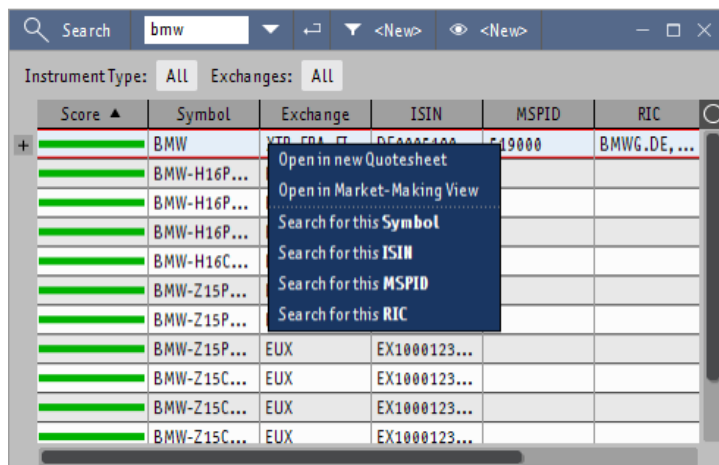 Search bmw <New> <New>
Instrument Type: All Exchanges: All
Score ▲ Symbol Exchange ISIN MSPID RIC
+ BMW BMWG.DE,...
Open in new Quotesheet
BMW-H16P...
Open in Market-Making View
BMW-H16P...
Search for this Symbol
BMW-H16P...
Search for this ISIN
BMW-H16C...
Search for this MSPID
BMW-Z15P...
Search for this RIC
BMW-Z15P...
BMW-Z15P... EUX EX1000123...
BMW-Z15C... EUX EX1000123...
BMW-Z15C... EUX EX1000123...
BMW-Z15C... EUX EX1000123...